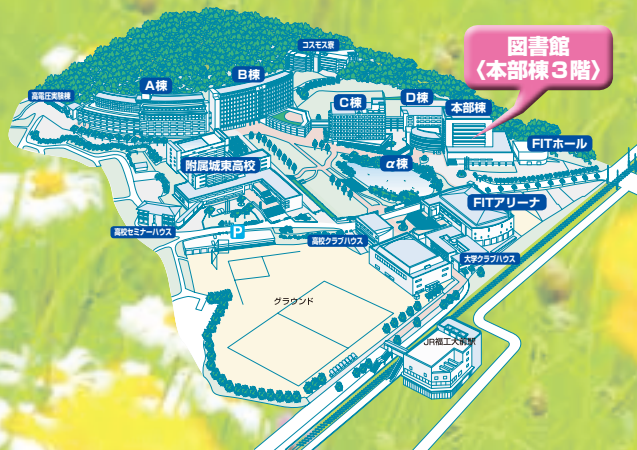 コスモス寮
図書館
〈本部棟3階〉
B棟
A棟
高電圧実験棟
C棟
D棟
本部棟
FITホール
附属城東高校
α棟
FITアリーナ
高校セミナーハウス
P
高校クラブハウス
大学クラブハウス
グラウンド
JR福工大前駅